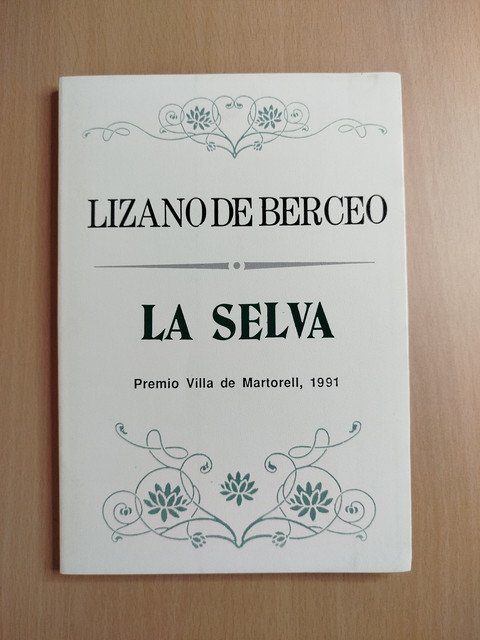 LIZANO DE BERCEO
LA SELVA
Premio Villa de Martorell, 1991